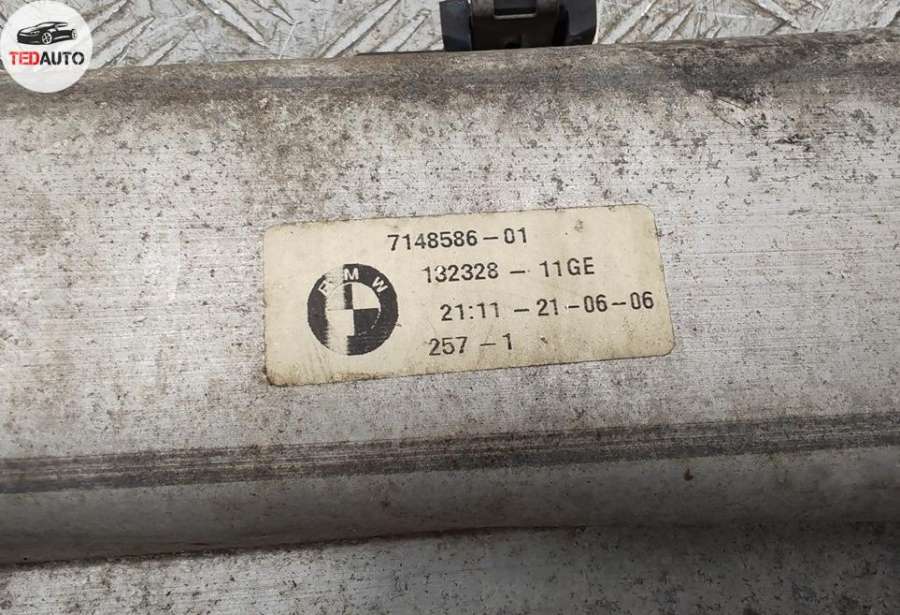 TEDAUTO
7148586-01
BMW
132328-11GE
21:11-21-06-06
257-1